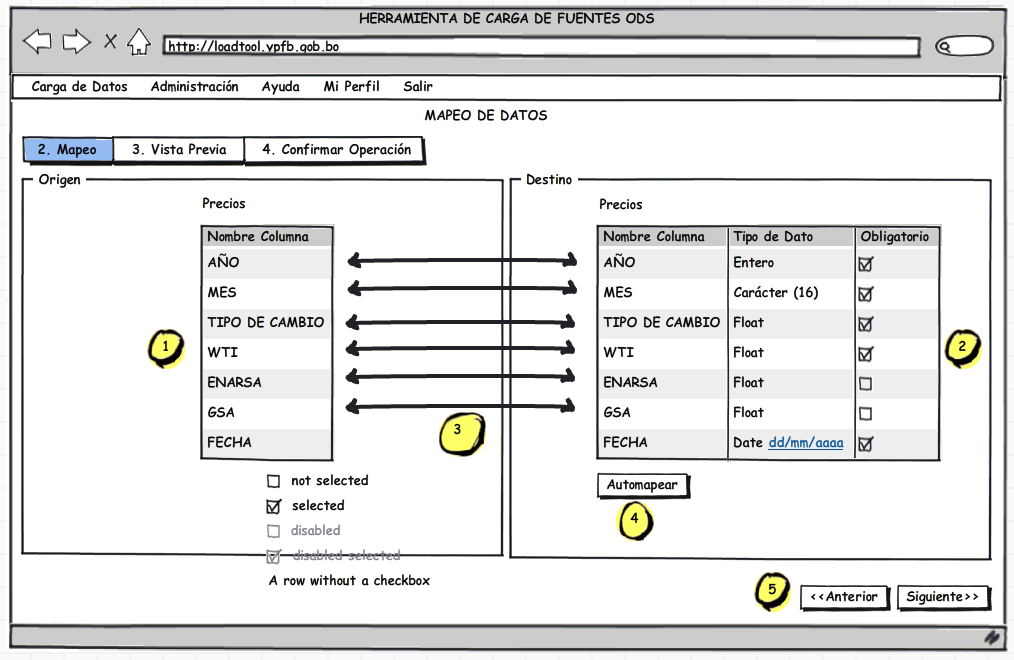 HERRAMIENTA DE CARGA DE FUENTES ODS
http://loadtool.ypfb.gob.bo
Carga de Datos Administración Ayuda Mi Perfil Salir
MAPEO DE DATOS
2. Mapeo 3. Vista Previa 4. Confirmar Operación
Origen
Precios
Nombre Columna
AÑO
MES
TIPO DE CAMBIO
WTI
ENARSA
GSA
FECHA
1
3
not selected
selected
disabled
disabled selected
A row without a checkbox
Destino
Precios
Nombre Columna Tipo de Dato Obligatorio
AÑO Entero
MES Carácter (16)
TIPO DE CAMBIO Float
WTI Float
ENARSA Float
GSA Float
FECHA Date dd/mm/aaaa
2
Automapear
4
5
<<Anterior Siguiente>>